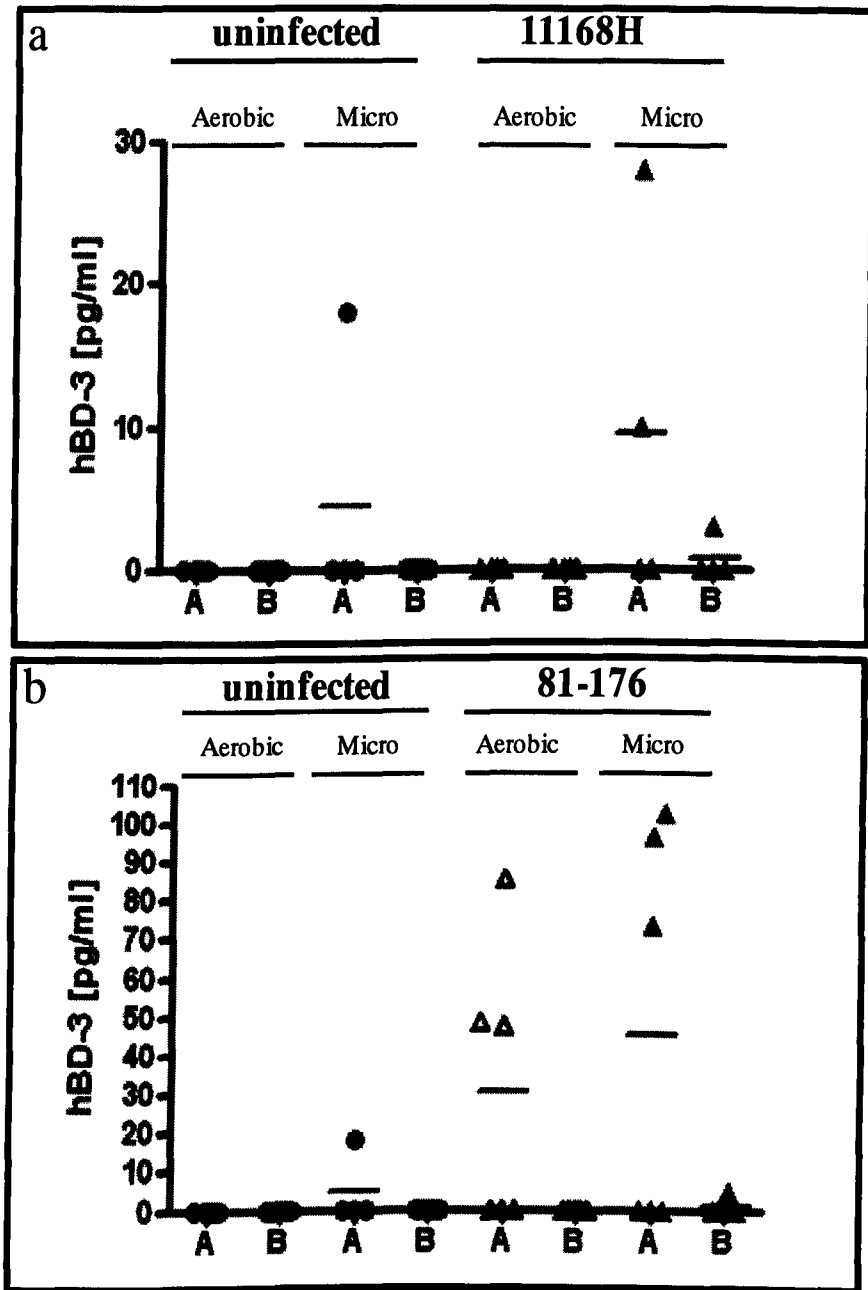 a
uninfected 11168H
Aerobic Micro Aerobic Micro
hBD-3 [pg/ml]
30
20
10
0
A B A B A B A B
b
uninfected 81-176
Aerobic Micro Aerobic Micro
hBD-3 [pg/ml]
110
100
90
80
70
60
50
40
30
20
10
0
A B A B A B A B